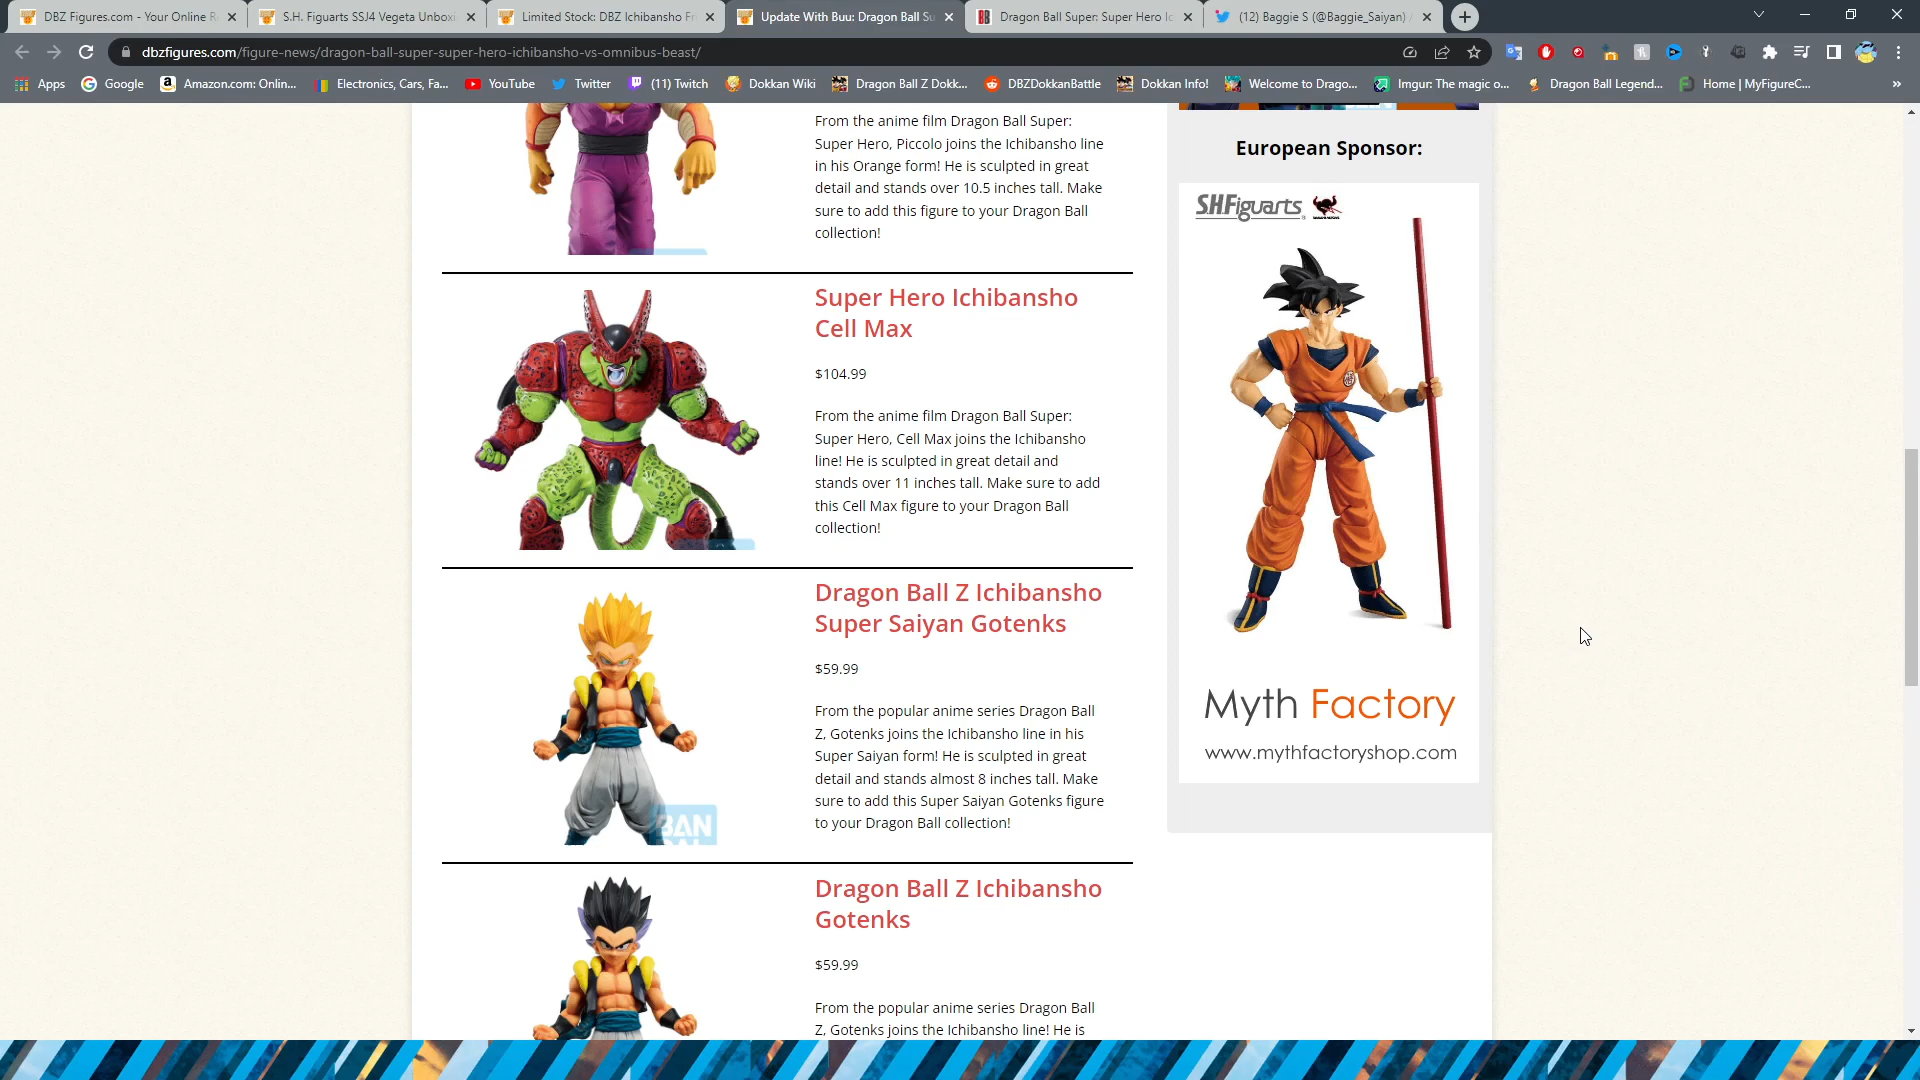 DBZ Figures.com - Your Online R
S.H. Figuarts SSJ4 Vegeta Unboxi
Limited Stock: DBZ Ichibansho Fi
Update With Buu: Dragon Ball Su
Dragon Ball Super: Super Hero Ic
(12) Baggie S (@Baggie_Saiyan) /
dbzfigures.com/figure-news/dragon-ball-super-super-hero-ichibansho-vs-omnibus-beast/
Apps
Google
Amazon.com: Onlin...
Electronics, Cars, Fa...
YouTube
Twitter
(11) Twitch
Dokkan Wiki
Dragon Ball Z Dokk...
DBZDokkanBattle
Dokkan Info!
Welcome to Drago...
Imgur: The magic o...
Dragon Ball Legend...
Home | MyFigureC...
»
From the anime film Dragon Ball Super:
Super Hero, Piccolo joins the Ichibansho line
in his Orange form! He is sculpted in great
detail and stands over 10.5 inches tall. Make
sure to add this figure to your Dragon Ball
collection!
Super Hero Ichibansho
Cell Max
$104.99
From the anime film Dragon Ball Super:
Super Hero, Cell Max joins the Ichibansho
line! He is sculpted in great detail and
stands over 11 inches tall. Make sure to add
this Cell Max figure to your Dragon Ball
collection!
Dragon Ball Z Ichibansho
Super Saiyan Gotenks
$59.99
From the popular anime series Dragon Ball
Z, Gotenks joins the Ichibansho line in his
Super Saiyan form! He is sculpted in great
detail and stands almost 8 inches tall. Make
sure to add this Super Saiyan Gotenks figure
to your Dragon Ball collection!
BAN
Dragon Ball Z Ichibansho
Gotenks
$59.99
From the popular anime series Dragon Ball
Z, Gotenks joins the Ichibansho line! He is
European Sponsor:
S.H.Figuarts
Myth Factory
www.mythfactoryshop.com